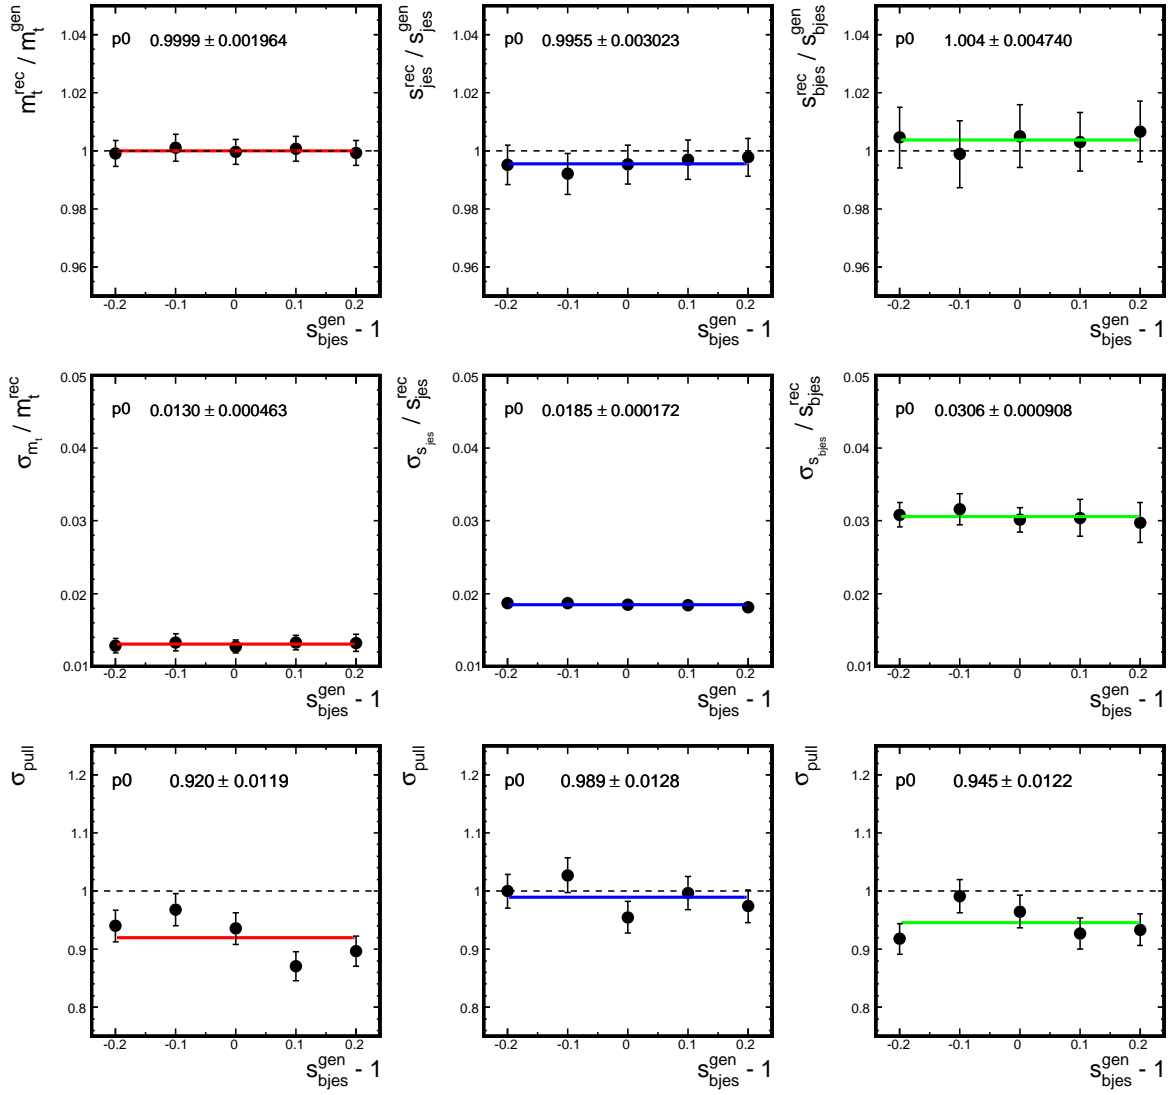 m_t^rec / m_t^gen
p0 0.9999 ± 0.001964
1.04
1.02
1
0.98
0.96
-0.2 -0.1 0 0.1 0.2
s_bjes^gen - 1
s_jes^rec / s_jes^gen
p0 0.9955 ± 0.003023
1.04
1.02
1
0.98
0.96
-0.2 -0.1 0 0.1 0.2
s_bjes^gen - 1
s_bjes^rec / s_bjes^gen
p0 1.004 ± 0.004740
1.04
1.02
1
0.98
0.96
-0.2 -0.1 0 0.1 0.2
s_bjes^gen - 1
σ_m_t / m_t^rec
p0 0.0130 ± 0.000463
0.05
0.04
0.03
0.02
0.01
-0.2 -0.1 0 0.1 0.2
s_bjes^gen - 1
σ_s_jes / s_jes^rec
p0 0.0185 ± 0.000172
0.05
0.04
0.03
0.02
0.01
-0.2 -0.1 0 0.1 0.2
s_bjes^gen - 1
σ_s_bjes / s_bjes^rec
p0 0.0306 ± 0.000908
0.05
0.04
0.03
0.02
0.01
-0.2 -0.1 0 0.1 0.2
s_bjes^gen - 1
σ_pull
p0 0.920 ± 0.0119
1.2
1.1
1
0.9
0.8
-0.2 -0.1 0 0.1 0.2
s_bjes^gen - 1
σ_pull
p0 0.989 ± 0.0128
1.2
1.1
1
0.9
0.8
-0.2 -0.1 0 0.1 0.2
s_bjes^gen - 1
σ_pull
p0 0.945 ± 0.0122
1.2
1.1
1
0.9
0.8
-0.2 -0.1 0 0.1 0.2
s_bjes^gen - 1